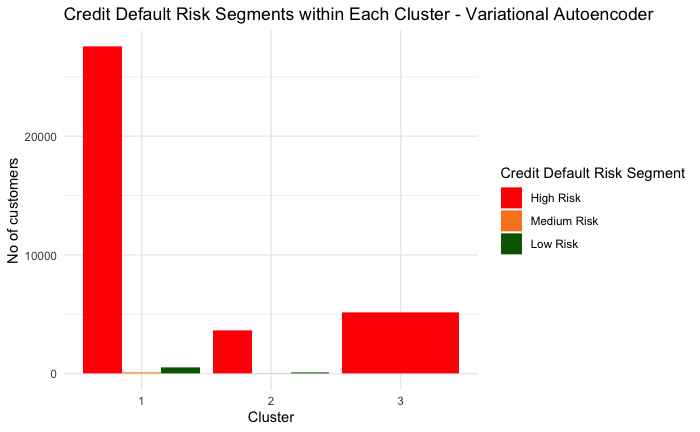 Credit Default Risk Segments within Each Cluster - Variational Autoencoder
20000
10000
0
No of customers
1 2 3
Cluster
Credit Default Risk Segment
High Risk
Medium Risk
Low Risk